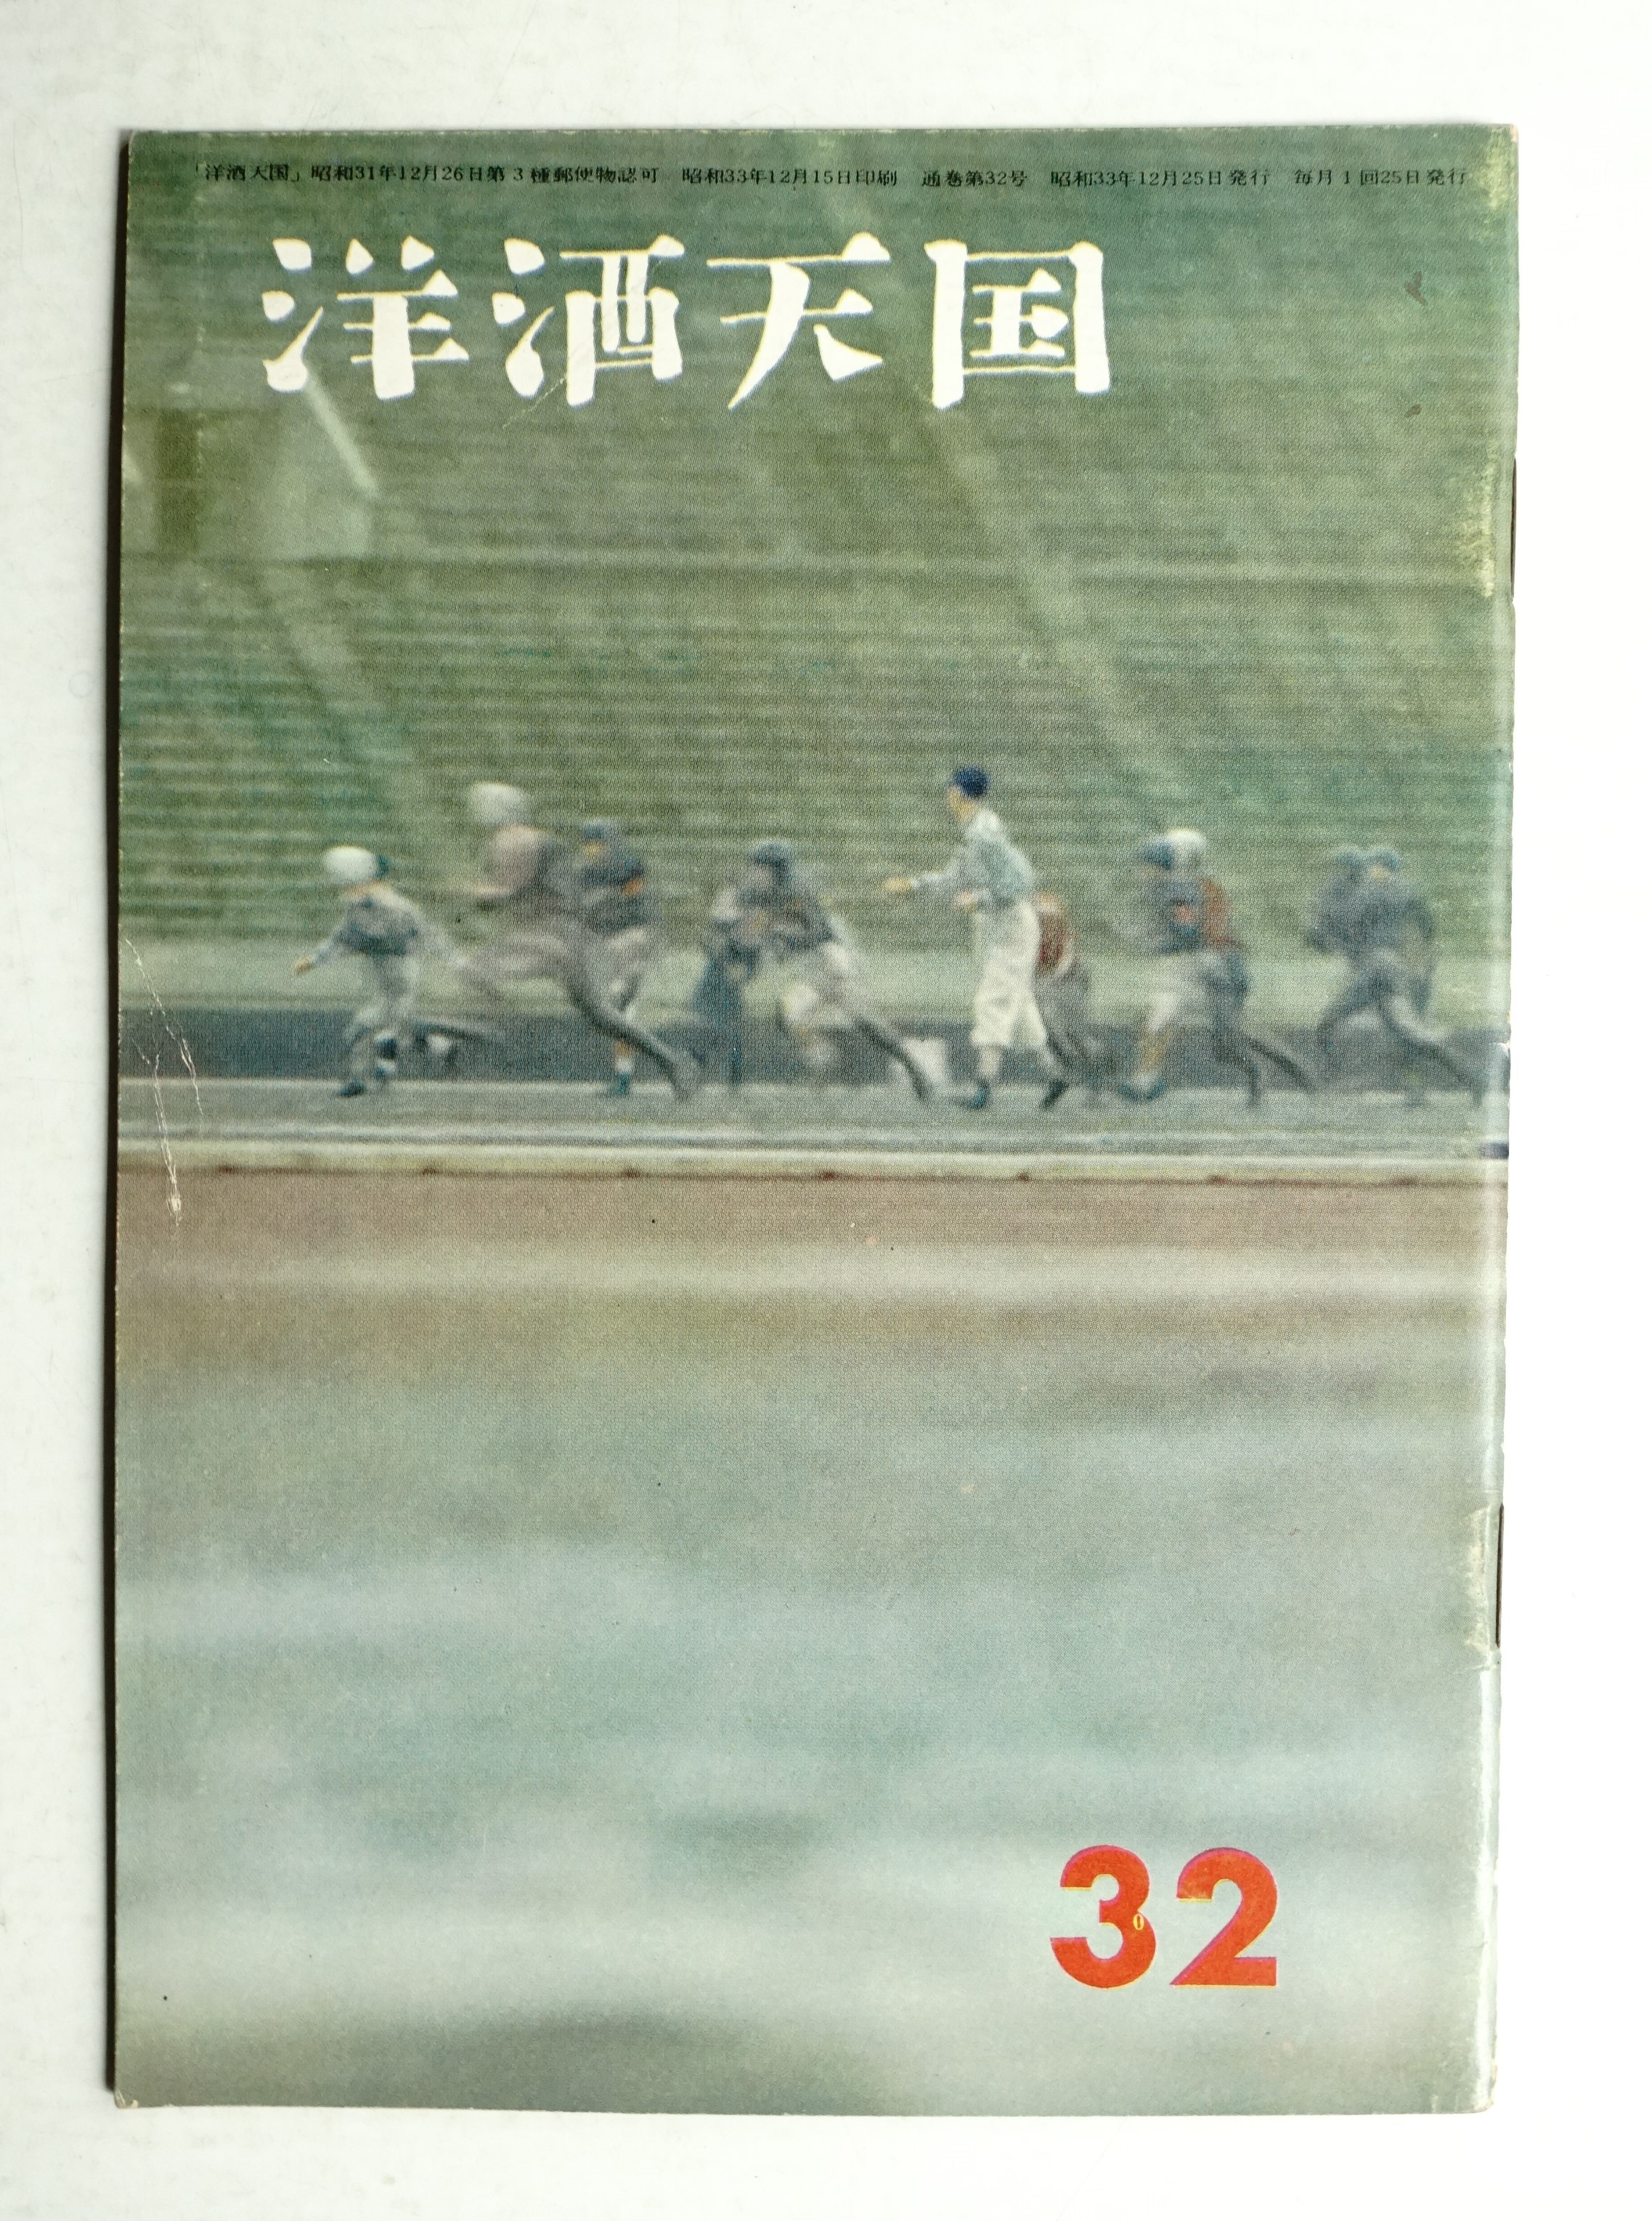 「洋酒天国」昭和31年12月26日第3種郵便物認可　昭和33年12月15日印刷　通巻第32号　昭和33年12月25日発行　毎月1回25日発行
洋酒天国
32